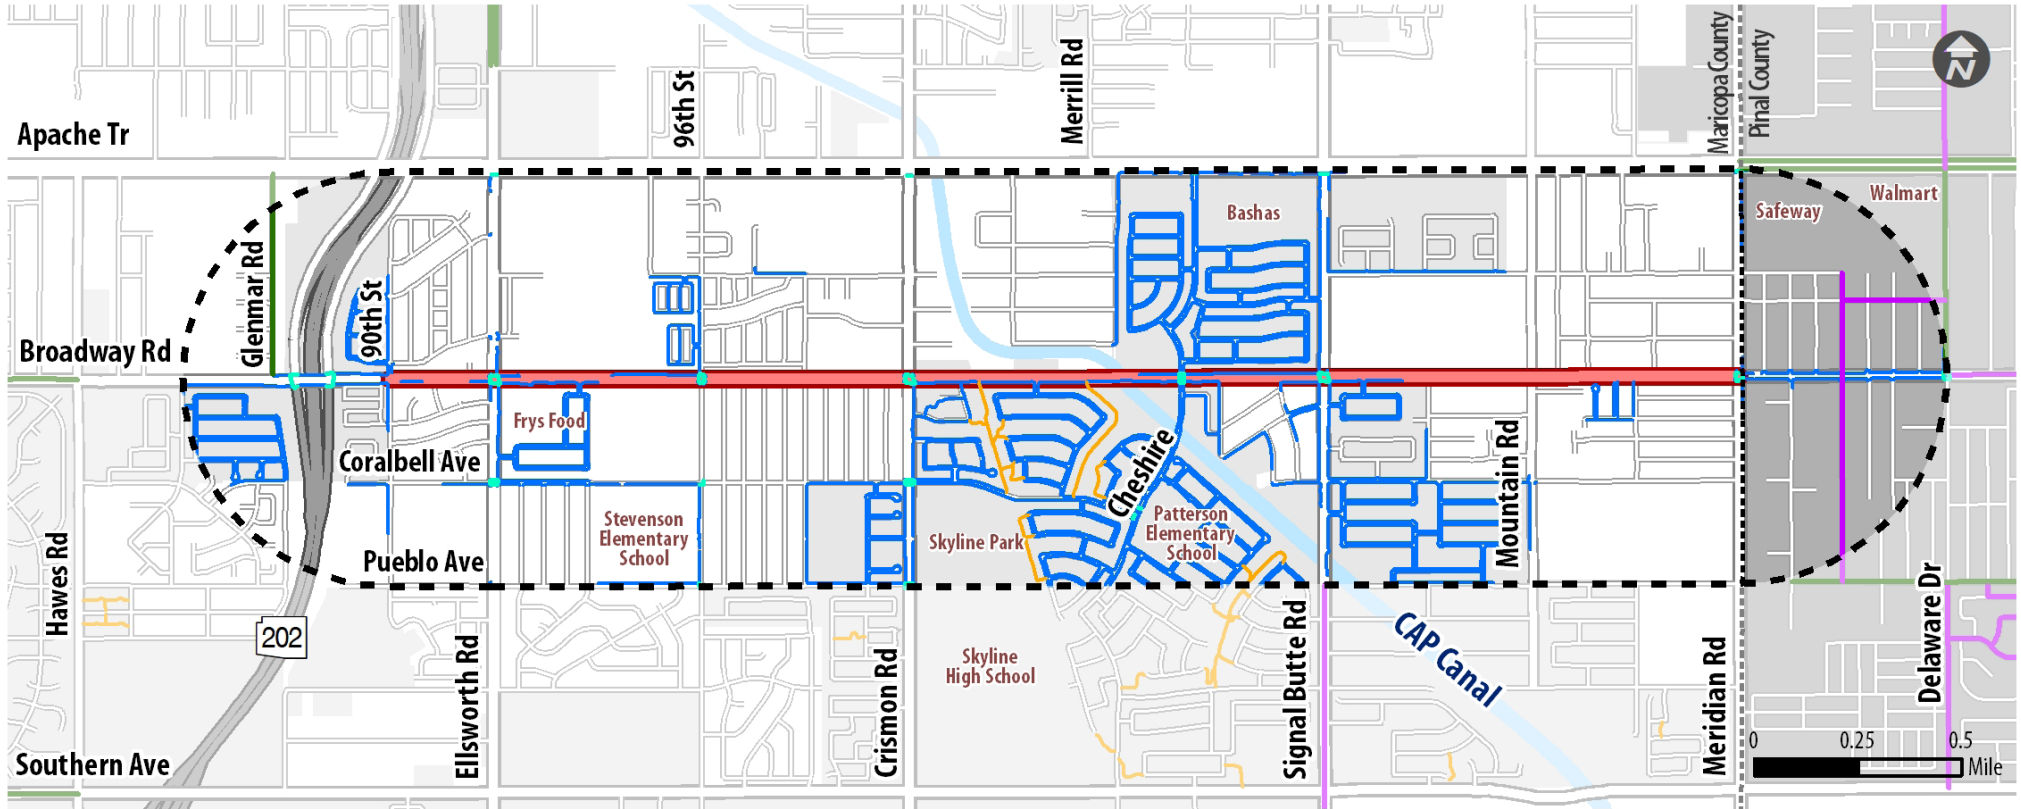 Apache Tr
96th St
Merrill Rd
Maricopa County
Pinal County
N
Bashas
Safeway
Walmart
Glenmar Rd
90th St
Broadway Rd
Frys Food
Coralbell Ave
Cheshire
Mountain Rd
Stevenson
Elementary
School
Skyline Park
Patterson
Elementary
School
Pueblo Ave
Hawes Rd
202
Ellsworth Rd
Crismon Rd
Skyline
High School
Signal Butte Rd
CAP Canal
Meridian Rd
Delaware Dr
Southern Ave
0 0.25 0.5
Mile